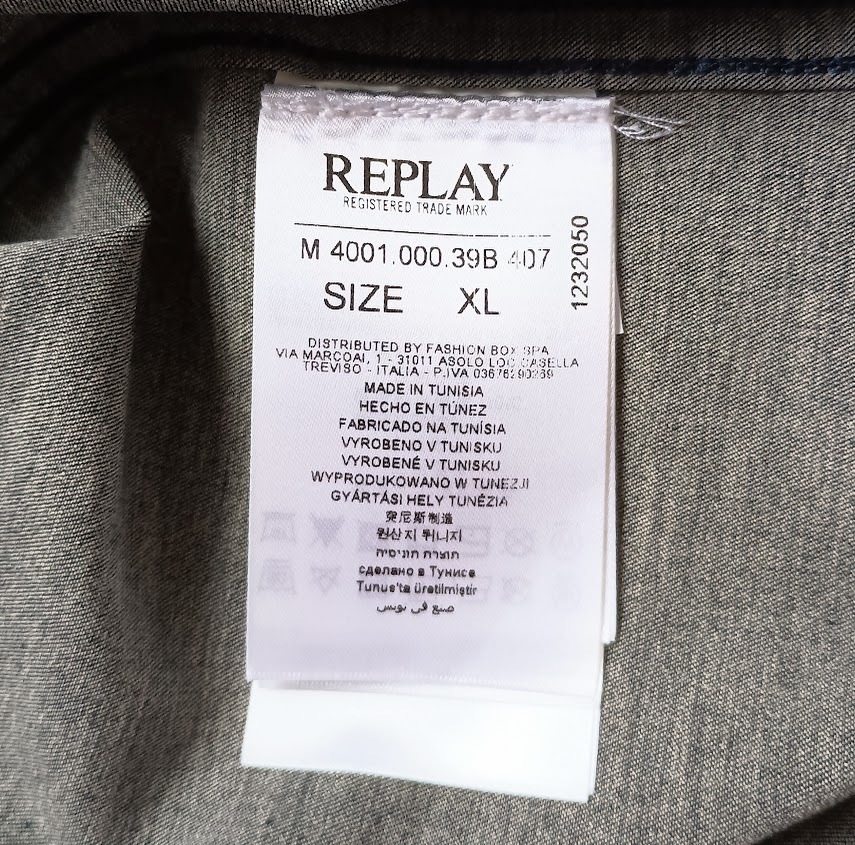 REPLAY
REGISTERED TRADE MARK
M 4001.000.39B 407
SIZE XL
1232050
DISTRIBUTED BY FASHION BOX SPA
VIA MARCOAI, 1 - 31011 ASOLO LOC CASELLA
TREVISO - ITALIA - P.IVA 03676290269
MADE IN TUNISIA
HECHO EN TÚNEZ
FABRICADO NA TUNÍSIA
VYROBENO V TUNISKU
VYROBENÉ V TUNISKU
WYPRODUKOWANO W TUNEZJI
GYÁRTÁSI HELY TUNÉZIA
突尼斯制造
원산지 튀니지
תוצרת תוניסיה
сделано в Тунисе
Tunus'ta üretilmiştir
صنع في تونس